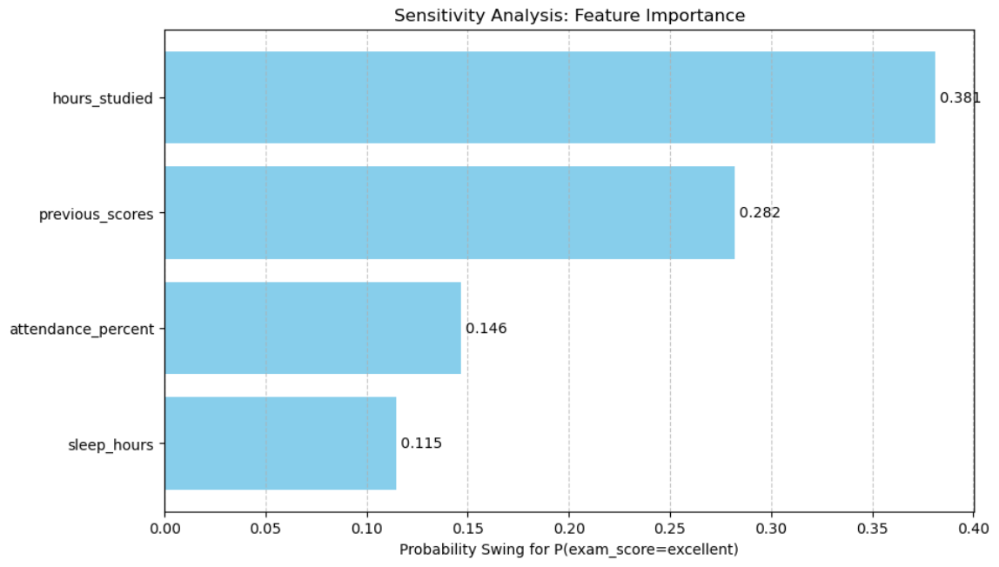 Sensitivity Analysis: Feature Importance
hours_studied
0.381
previous_scores
0.282
attendance_percent
0.146
sleep_hours
0.115
0.00 0.05 0.10 0.15 0.20 0.25 0.30 0.35 0.40
Probability Swing for P(exam_score=excellent)